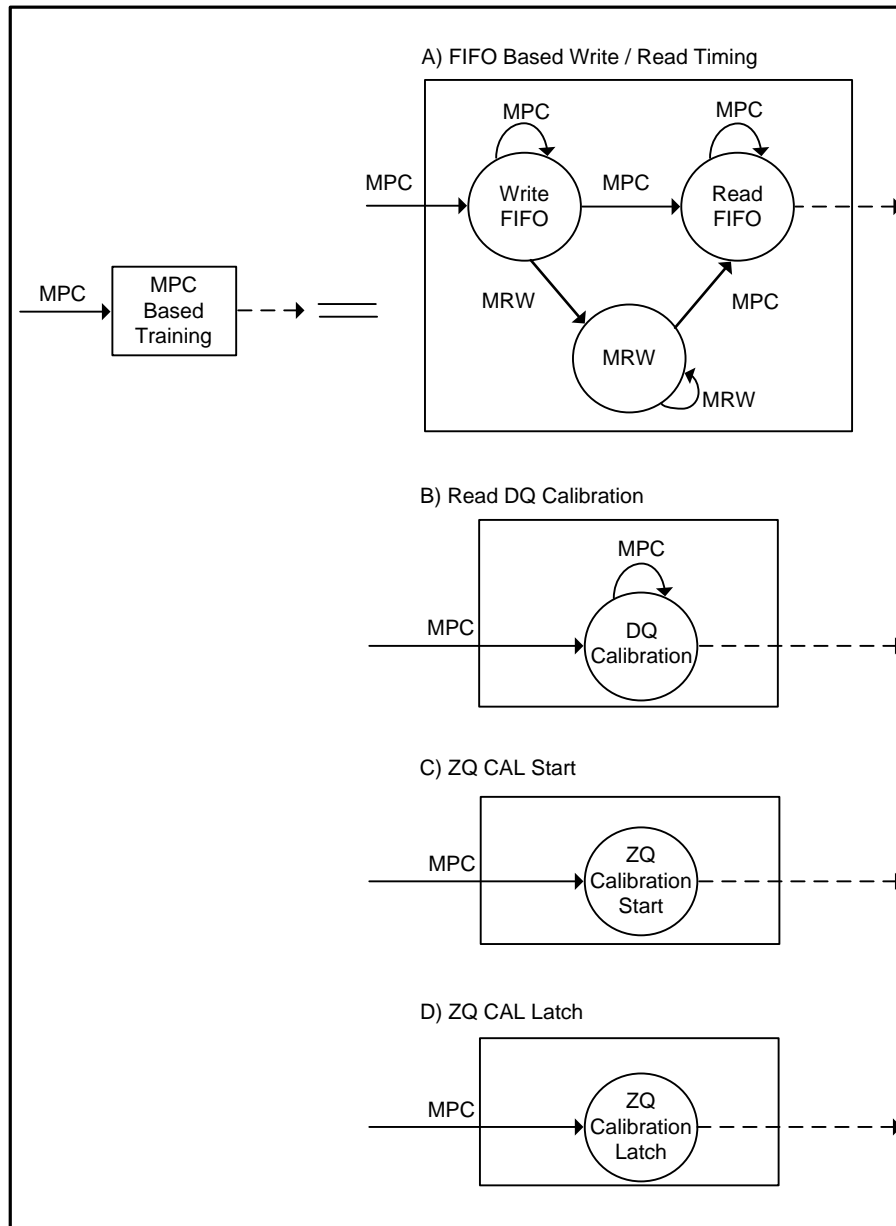 A) FIFO Based Write / Read Timing
MPC
MPC
MPC
Write
FIFO
MPC
Read
FIFO
MPC
MPC
Based
Training
MRW
MPC
MRW
MRW
B) Read DQ Calibration
MPC
MPC
DQ
Calibration
C) ZQ CAL Start
MPC
ZQ
Calibration
Start
D) ZQ CAL Latch
MPC
ZQ
Calibration
Latch